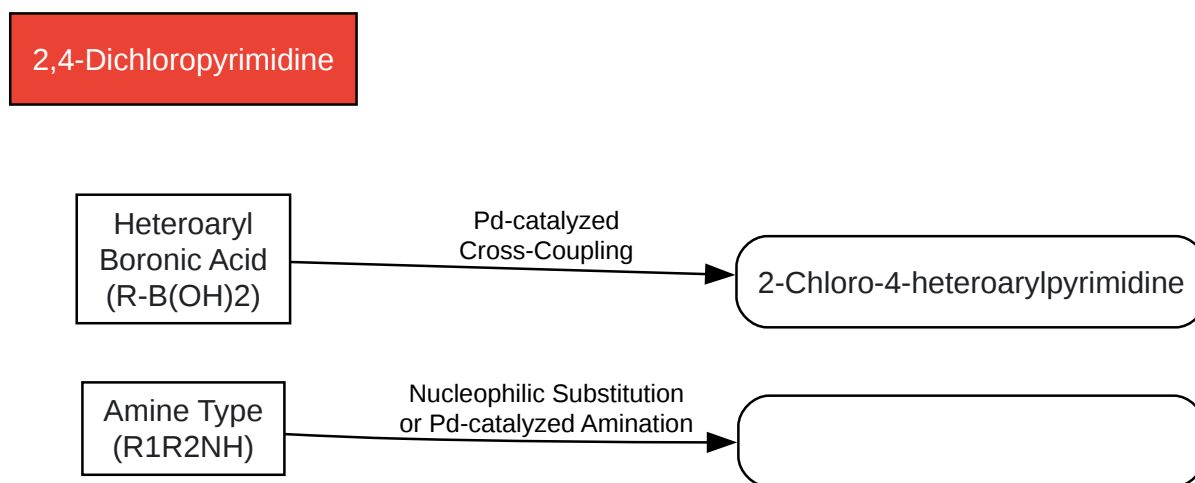 2,4-Dichloropyrimidine
Heteroaryl
Boronic Acid
(R-B(OH)2)
Pd-catalyzed
Cross-Coupling
2-Chloro-4-heteroarylpyrimidine
Amine Type
(R1R2NH)
Nucleophilic Substitution
or Pd-catalyzed Amination